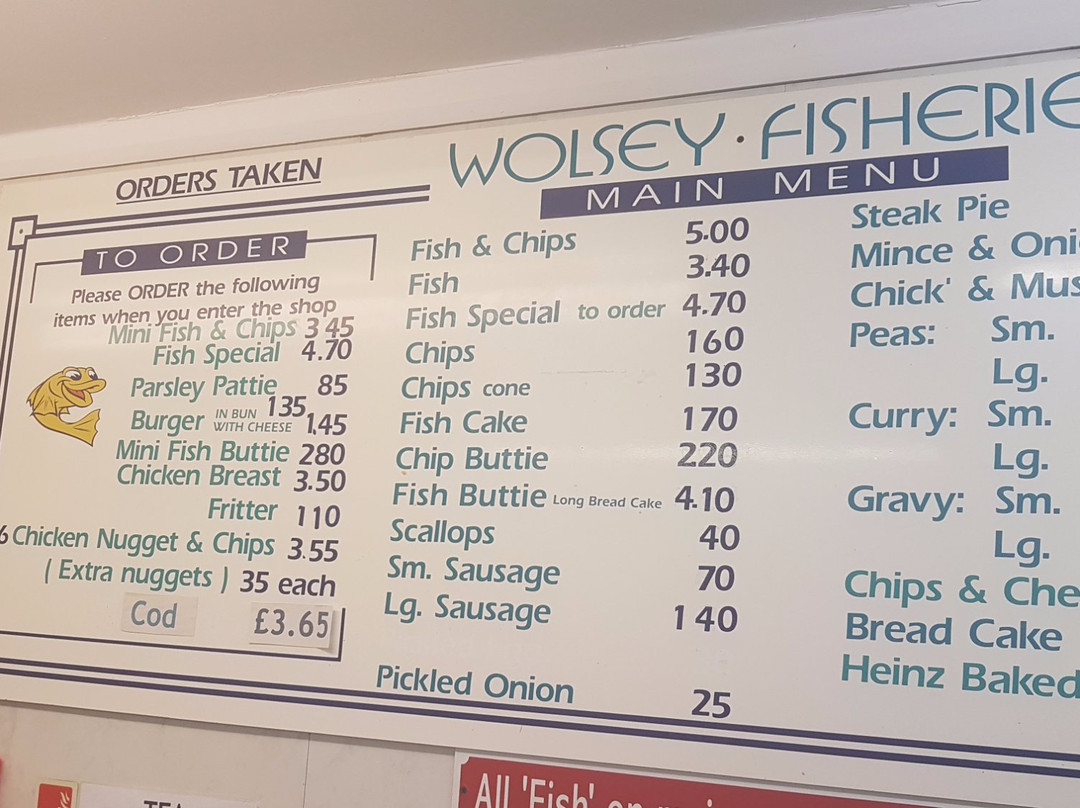 ORDERS TAKEN
TO ORDER
Please ORDER the following
items when you enter the shop
Mini Fish & Chips 3 45
Fish Special 4.70
Parsley Pattie 85
Burger IN BUN 135
WITH CHEESE 1,45
Mini Fish Buttie 280
Chicken Breast 3.50
Fritter 110
6 Chicken Nugget & Chips 3.55
( Extra nuggets ) 35 each
Cod £3.65
WOLSEY · FISHERIE
MAIN MENU
Fish & Chips 5.00
Fish 3.40
Fish Special to order 4.70
Chips 160
Chips cone 130
Fish Cake 170
Chip Buttie 220
Fish Buttie Long Bread Cake 4.10
Scallops 40
Sm. Sausage 70
Lg. Sausage 140
Pickled Onion 25
Steak Pie
Mince & Oni
Chick' & Mus
Peas: Sm.
Lg.
Curry: Sm.
Lg.
Gravy: Sm.
Lg.
Chips & Che
Bread Cake
Heinz Baked
All 'Fish'